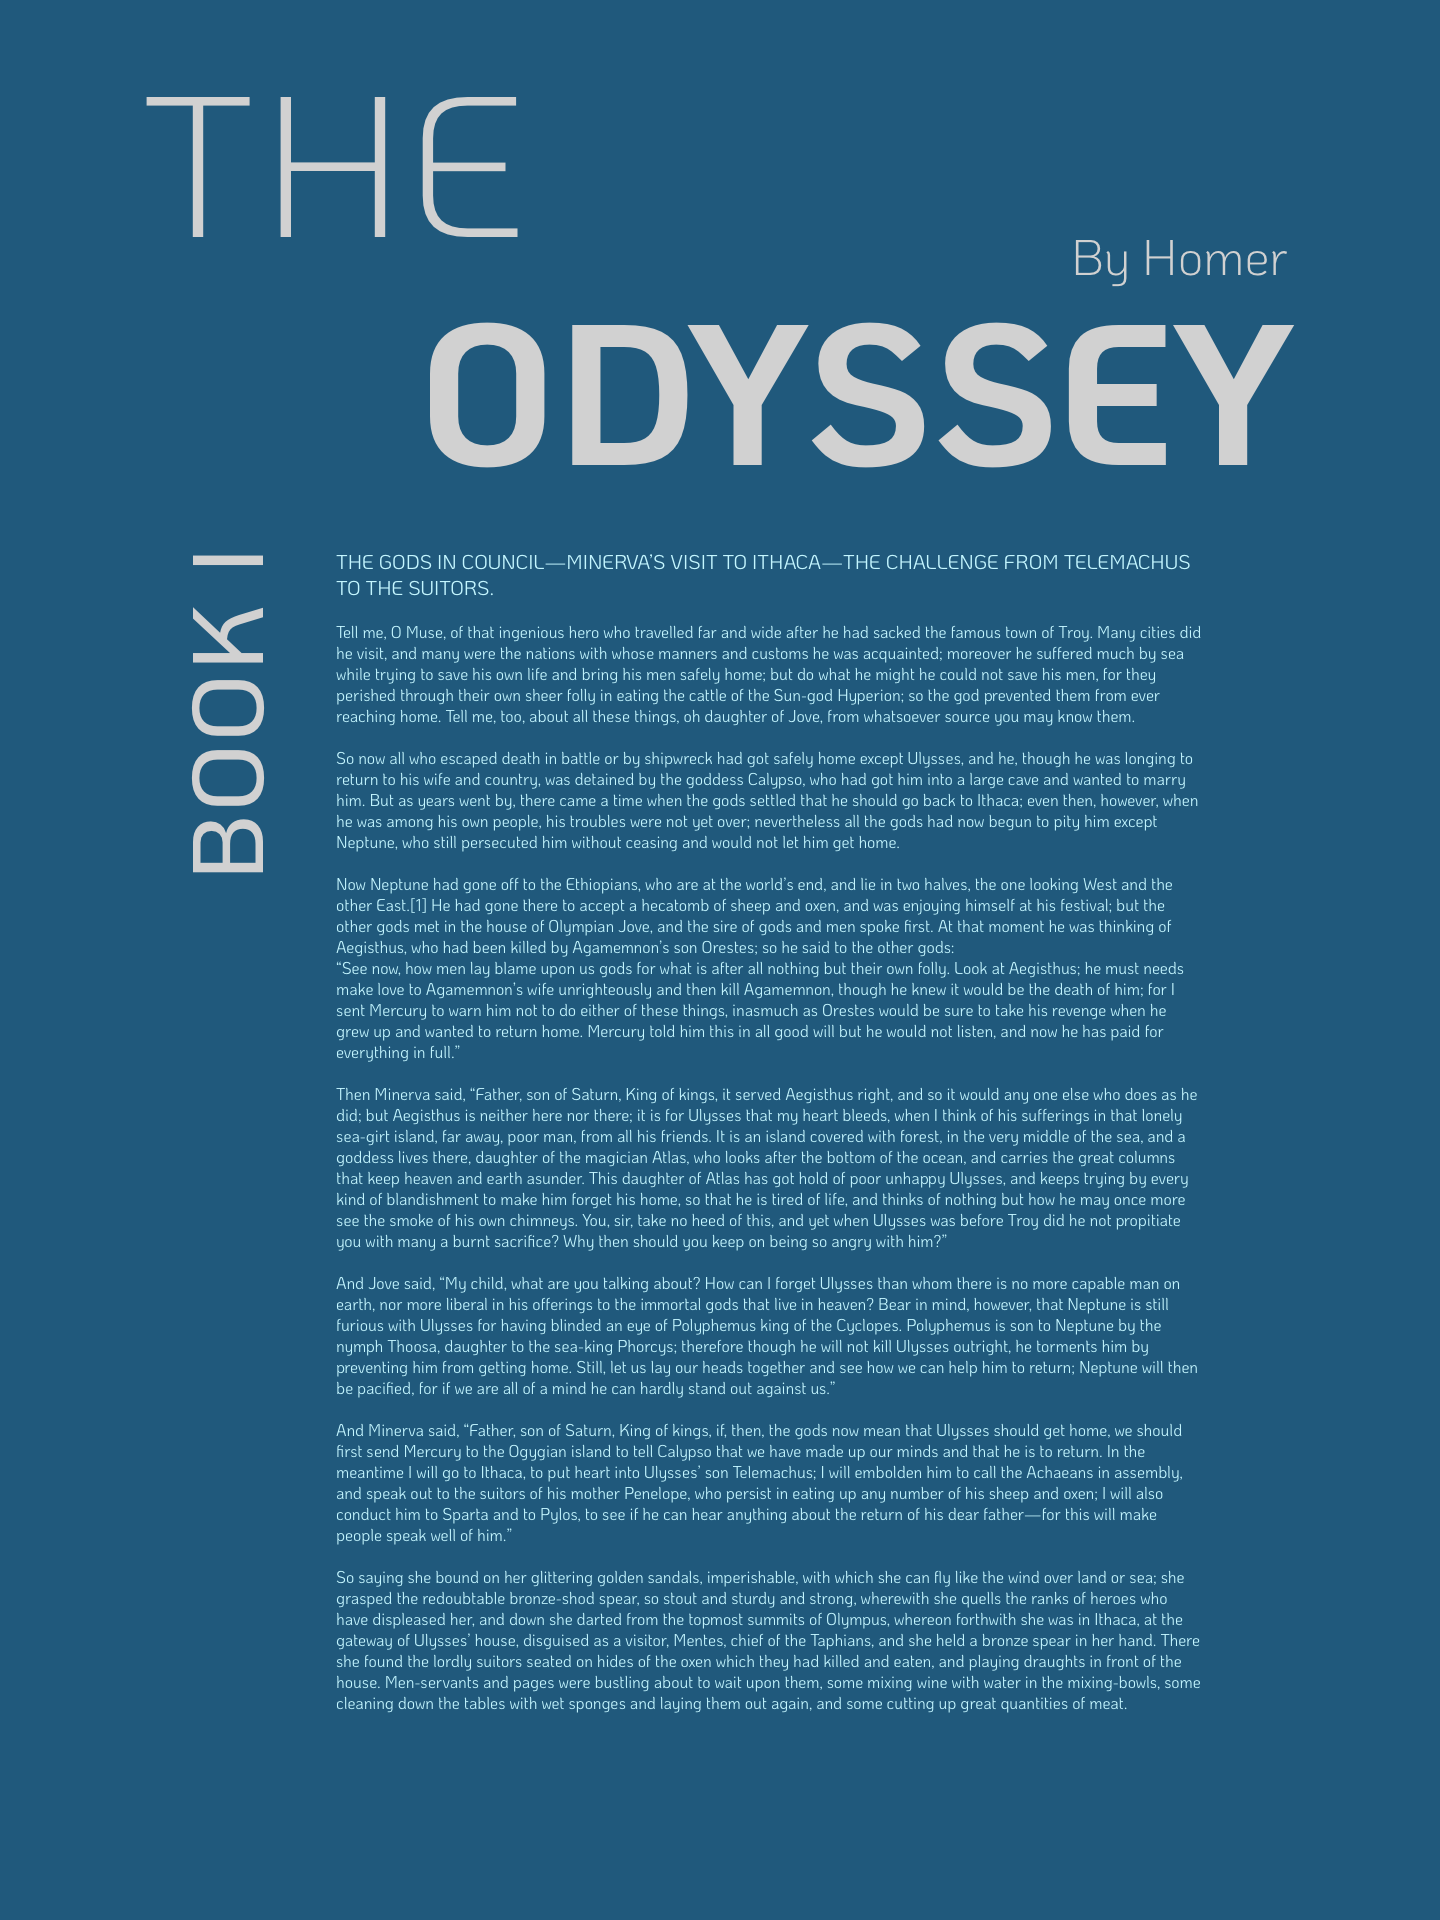 THE
By Homer
ODYSSEY
BOOK I
THE GODS IN COUNCIL—MINERVA’S VISIT TO ITHACA—THE CHALLENGE FROM TELEMACHUS
TO THE SUITORS.
Tell me, O Muse, of that ingenious hero who travelled far and wide after he had sacked the famous town of Troy. Many cities did
he visit, and many were the nations with whose manners and customs he was acquainted; moreover he suffered much by sea
while trying to save his own life and bring his men safely home; but do what he might he could not save his men, for they
perished through their own sheer folly in eating the cattle of the Sun-god Hyperion; so the god prevented them from ever
reaching home. Tell me, too, about all these things, oh daughter of Jove, from whatsoever source you may know them.
So now all who escaped death in battle or by shipwreck had got safely home except Ulysses, and he, though he was longing to
return to his wife and country, was detained by the goddess Calypso, who had got him into a large cave and wanted to marry
him. But as years went by, there came a time when the gods settled that he should go back to Ithaca; even then, however, when
he was among his own people, his troubles were not yet over; nevertheless all the gods had now begun to pity him except
Neptune, who still persecuted him without ceasing and would not let him get home.
Now Neptune had gone off to the Ethiopians, who are at the world’s end, and lie in two halves, the one looking West and the
other East.[1] He had gone there to accept a hecatomb of sheep and oxen, and was enjoying himself at his festival; but the
other gods met in the house of Olympian Jove, and the sire of gods and men spoke first. At that moment he was thinking of
Aegisthus, who had been killed by Agamemnon’s son Orestes; so he said to the other gods:
“See now, how men lay blame upon us gods for what is after all nothing but their own folly. Look at Aegisthus; he must needs
make love to Agamemnon’s wife unrighteously and then kill Agamemnon, though he knew it would be the death of him; for I
sent Mercury to warn him not to do either of these things, inasmuch as Orestes would be sure to take his revenge when he
grew up and wanted to return home. Mercury told him this in all good will but he would not listen, and now he has paid for
everything in full.”
Then Minerva said, “Father, son of Saturn, King of kings, it served Aegisthus right, and so it would any one else who does as he
did; but Aegisthus is neither here nor there; it is for Ulysses that my heart bleeds, when I think of his sufferings in that lonely
sea-girt island, far away, poor man, from all his friends. It is an island covered with forest, in the very middle of the sea, and a
goddess lives there, daughter of the magician Atlas, who looks after the bottom of the ocean, and carries the great columns
that keep heaven and earth asunder. This daughter of Atlas has got hold of poor unhappy Ulysses, and keeps trying by every
kind of blandishment to make him forget his home, so that he is tired of life, and thinks of nothing but how he may once more
see the smoke of his own chimneys. You, sir, take no heed of this, and yet when Ulysses was before Troy did he not propitiate
you with many a burnt sacrifice? Why then should you keep on being so angry with him?”
And Jove said, “My child, what are you talking about? How can I forget Ulysses than whom there is no more capable man on
earth, nor more liberal in his offerings to the immortal gods that live in heaven? Bear in mind, however, that Neptune is still
furious with Ulysses for having blinded an eye of Polyphemus king of the Cyclopes. Polyphemus is son to Neptune by the
nymph Thoosa, daughter to the sea-king Phorcys; therefore though he will not kill Ulysses outright, he torments him by
preventing him from getting home. Still, let us lay our heads together and see how we can help him to return; Neptune will then
be pacified, for if we are all of a mind he can hardly stand out against us.”
And Minerva said, “Father, son of Saturn, King of kings, if, then, the gods now mean that Ulysses should get home, we should
first send Mercury to the Ogygian island to tell Calypso that we have made up our minds and that he is to return. In the
meantime I will go to Ithaca, to put heart into Ulysses’ son Telemachus; I will embolden him to call the Achaeans in assembly,
and speak out to the suitors of his mother Penelope, who persist in eating up any number of his sheep and oxen; I will also
conduct him to Sparta and to Pylos, to see if he can hear anything about the return of his dear father—for this will make
people speak well of him.”
So saying she bound on her glittering golden sandals, imperishable, with which she can fly like the wind over land or sea; she
grasped the redoubtable bronze-shod spear, so stout and sturdy and strong, wherewith she quells the ranks of heroes who
have displeased her, and down she darted from the topmost summits of Olympus, whereon forthwith she was in Ithaca, at the
gateway of Ulysses’ house, disguised as a visitor, Mentes, chief of the Taphians, and she held a bronze spear in her hand. There
she found the lordly suitors seated on hides of the oxen which they had killed and eaten, and playing draughts in front of the
house. Men-servants and pages were bustling about to wait upon them, some mixing wine with water in the mixing-bowls, some
cleaning down the tables with wet sponges and laying them out again, and some cutting up great quantities of meat.